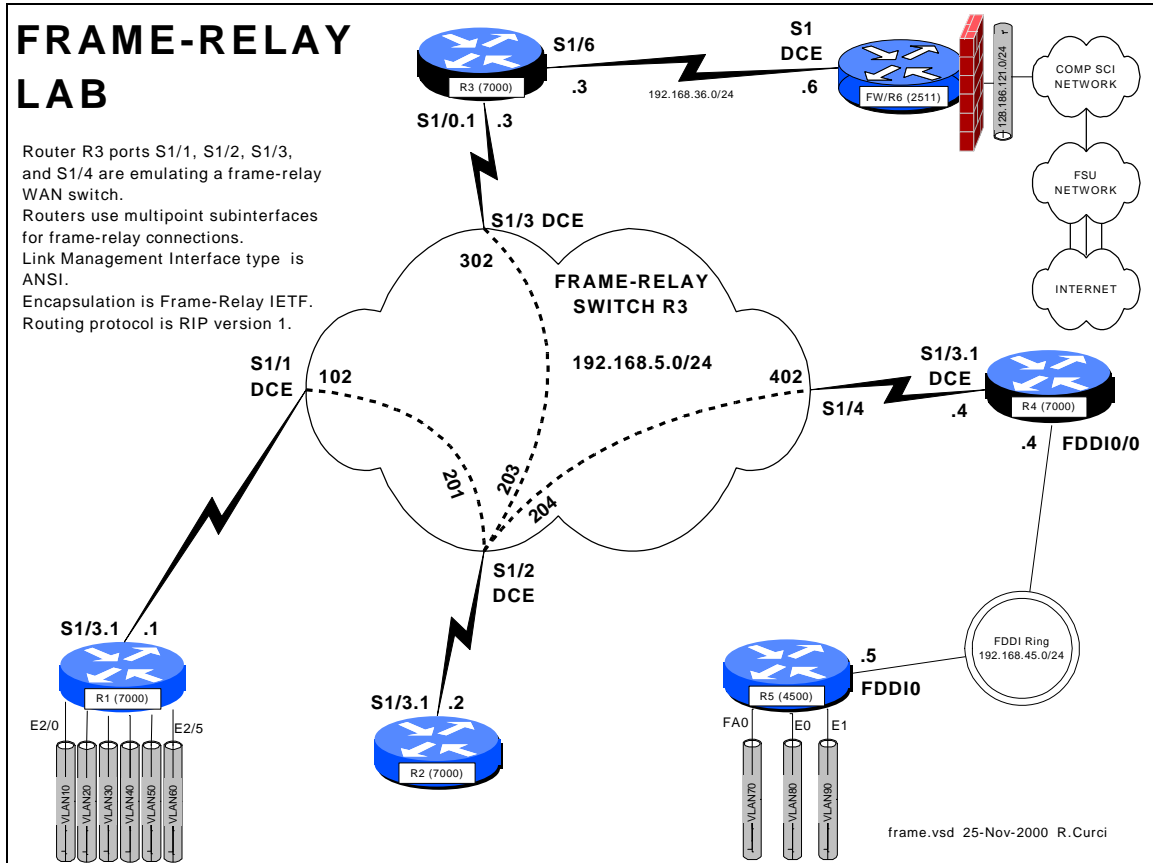 FRAME-RELAY
LAB
Router R3 ports S1/1, S1/2, S1/3,
and S1/4 are emulating a frame-relay
WAN switch.
Routers use multipoint subinterfaces
for frame-relay connections.
Link Management Interface type is
ANSI.
Encapsulation is Frame-Relay IETF.
Routing protocol is RIP version 1.
R3 (7000)
S1/6
.3
192.168.36.0/24
S1
DCE
.6
FW/R6 (2511)
128.186.121.0/24
COMP SCI
NETWORK
FSU
NETWORK
INTERNET
S1/0.1
.3
S1/3 DCE
302
FRAME-RELAY
SWITCH R3
192.168.5.0/24
S1/1
DCE
102
402
S1/4
S1/3.1
DCE
.4
R4 (7000)
.4
FDDI0/0
201
203
204
S1/2
DCE
S1/3.1
.1
R1 (7000)
E2/0
E2/5
VLAN10
VLAN20
VLAN30
VLAN40
VLAN50
VLAN60
S1/3.1
.2
R2 (7000)
FDDI Ring
192.168.45.0/24
.5
FDDI0
R5 (4500)
FA0
E0
E1
VLAN70
VLAN80
VLAN90
frame.vsd 25-Nov-2000 R.Curci